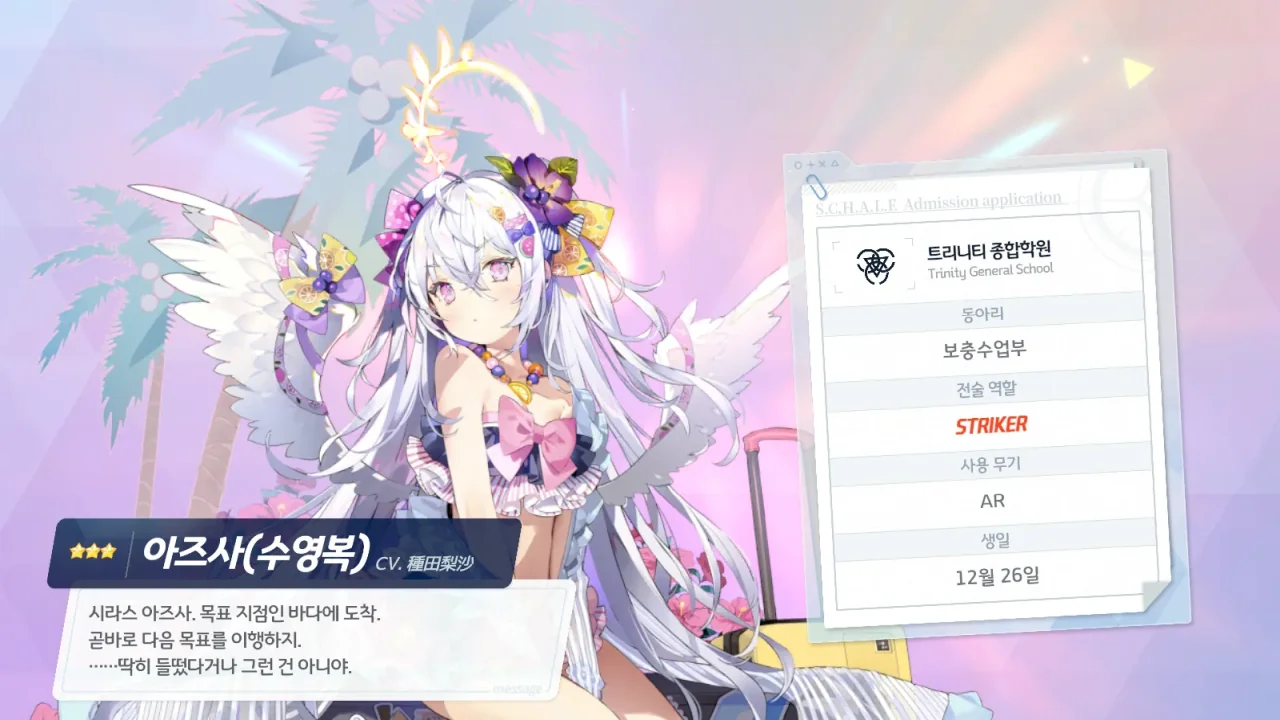 S.C.H.A.L.E Admission application
트리니티 종합학원
Trinity General School
동아리
보충수업부
전술 역할
STRIKER
사용 무기
AR
생일
12월 26일
아즈사(수영복) CV. 種田梨沙
시라스 아즈사. 목표 지점인 바다에 도착.
곧바로 다음 목표를 이행하지.
……딱히 들떴다거나 그런 건 아니야.
message